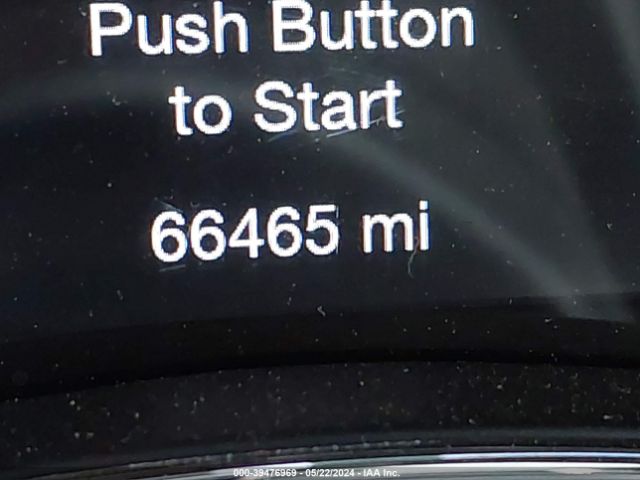 Push Button
to Start
66465 mi
000-39476969 - 05/22/2024 - IAA Inc.